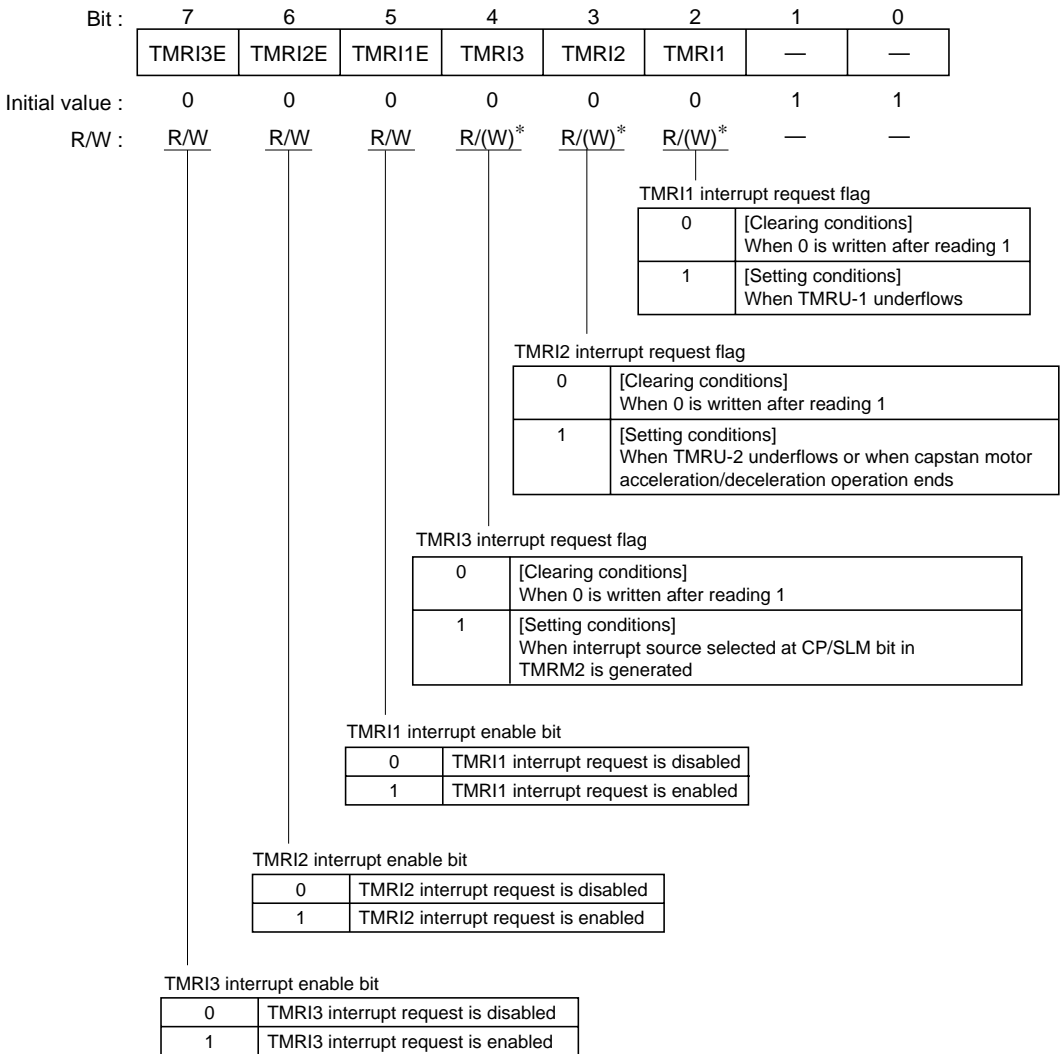 Bit : 7 6 5 4 3 2 1 0
TMRI3E TMRI2E TMRI1E TMRI3 TMRI2 TMRI1 — —
Initial value : 0 0 0 0 0 0 1 1
R/W : R/W R/W R/W R/(W)* R/(W)* R/(W)* — —
TMRI1 interrupt request flag
0 [Clearing conditions]
When 0 is written after reading 1
1 [Setting conditions]
When TMRU-1 underflows
TMRI2 interrupt request flag
0 [Clearing conditions]
When 0 is written after reading 1
1 [Setting conditions]
When TMRU-2 underflows or when capstan motor
acceleration/deceleration operation ends
TMRI3 interrupt request flag
0 [Clearing conditions]
When 0 is written after reading 1
1 [Setting conditions]
When interrupt source selected at CP/SLM bit in
TMRM2 is generated
TMRI1 interrupt enable bit
0 TMRI1 interrupt request is disabled
1 TMRI1 interrupt request is enabled
TMRI2 interrupt enable bit
0 TMRI2 interrupt request is disabled
1 TMRI2 interrupt request is enabled
TMRI3 interrupt enable bit
0 TMRI3 interrupt request is disabled
1 TMRI3 interrupt request is enabled